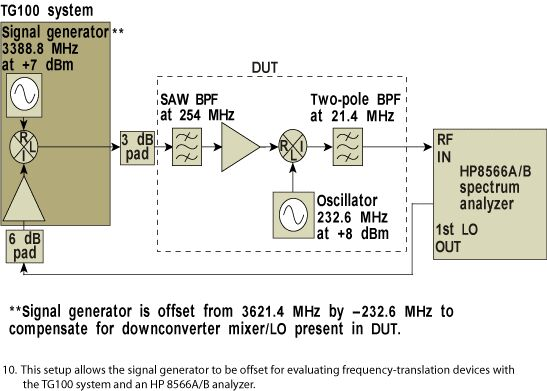 TG100 system
Signal generator**
3388.8 MHz
at +7 dBm
R
L
I
3 dB
pad
6 dB
pad
DUT
SAW BPF
at 254 MHz
Two-pole BPF
at 21.4 MHz
R
I
L
Oscillator
232.6 MHz
at +8 dBm
RF
IN
HP8566A/B
spectrum
analyzer
1st LO
OUT
**Signal generator is offset from 3621.4 MHz by –232.6 MHz to
compensate for downconverter mixer/LO present in DUT.
10. This setup allows the signal generator to be offset for evaluating frequency-translation devices with
the TG100 system and an HP 8566A/B analyzer.